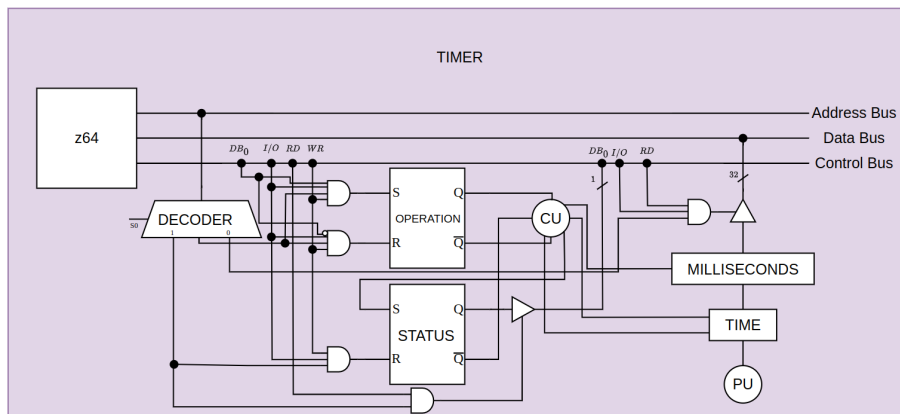 TIMER
z64
Address Bus
Data Bus
Control Bus
DB0 I/O RD WR
DB0 I/O RD
1
32
S Q
OPERATION
R Q
CU
DECODER
so
1 0
MILLISECONDS
S Q
STATUS
R Q
TIME
PU